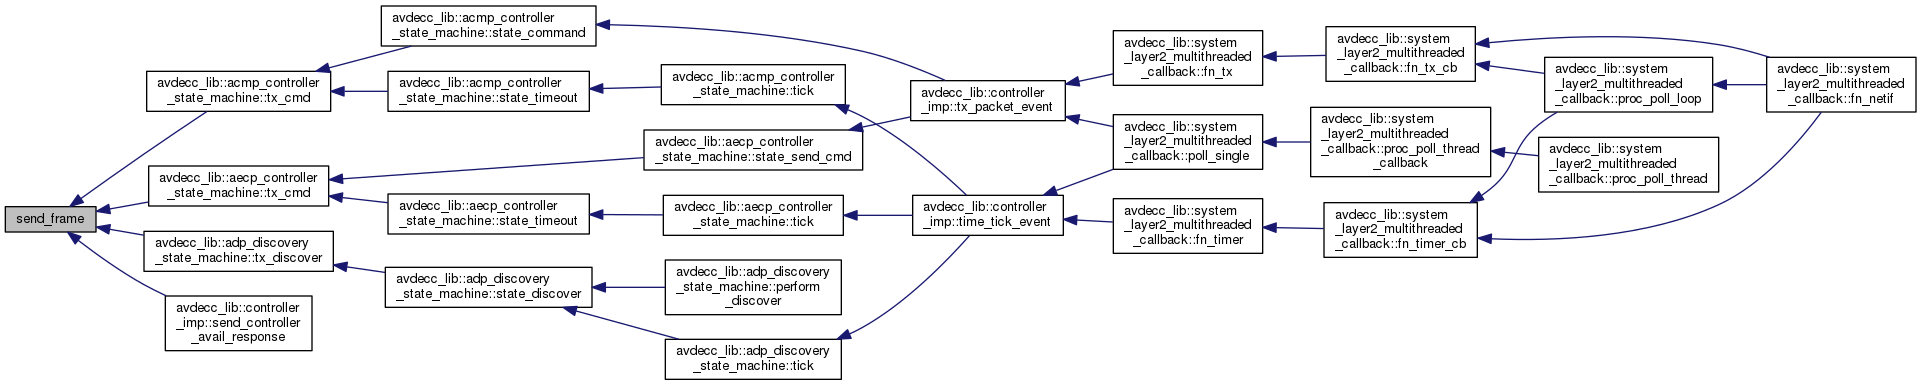 send_frame
avdecc_lib::acmp_controller
_state_machine::tx_cmd
avdecc_lib::aecp_controller
_state_machine::tx_cmd
avdecc_lib::adp_discovery
_state_machine::tx_discover
avdecc_lib::controller
_imp::send_controller
_avail_response
avdecc_lib::acmp_controller
_state_machine::state_command
avdecc_lib::acmp_controller
_state_machine::state_timeout
avdecc_lib::aecp_controller
_state_machine::state_timeout
avdecc_lib::adp_discovery
_state_machine::state_discover
avdecc_lib::acmp_controller
_state_machine::tick
avdecc_lib::aecp_controller
_state_machine::state_send_cmd
avdecc_lib::aecp_controller
_state_machine::tick
avdecc_lib::adp_discovery
_state_machine::perform
_discover
avdecc_lib::adp_discovery
_state_machine::tick
avdecc_lib::controller
_imp::tx_packet_event
avdecc_lib::controller
_imp::time_tick_event
avdecc_lib::system
_layer2_multithreaded
_callback::fn_tx
avdecc_lib::system
_layer2_multithreaded
_callback::poll_single
avdecc_lib::system
_layer2_multithreaded
_callback::fn_timer
avdecc_lib::system
_layer2_multithreaded
_callback::fn_tx_cb
avdecc_lib::system
_layer2_multithreaded
_callback::proc_poll_thread
_callback
avdecc_lib::system
_layer2_multithreaded
_callback::fn_timer_cb
avdecc_lib::system
_layer2_multithreaded
_callback::proc_poll_loop
avdecc_lib::system
_layer2_multithreaded
_callback::proc_poll_thread
avdecc_lib::system
_layer2_multithreaded
_callback::fn_netif